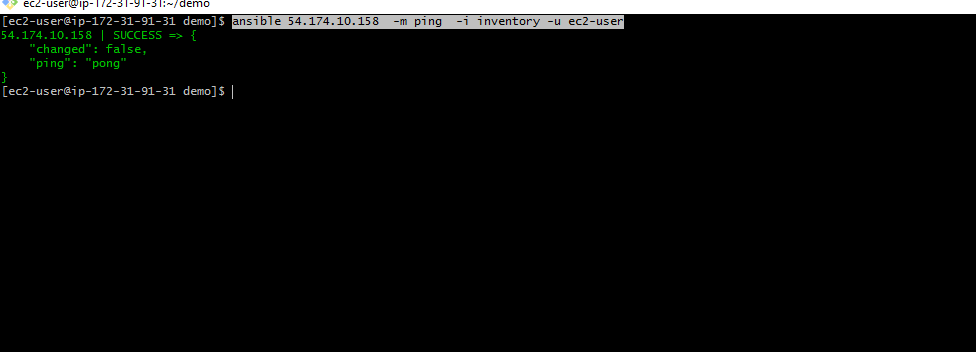 ec2-user@ip-172-31-91-31:~/demo
[ec2-user@ip-172-31-91-31 demo]$ ansible 54.174.10.158  -m ping  -i inventory -u ec2-user
54.174.10.158 | SUCCESS => {
    "changed": false,
    "ping": "pong"
}
[ec2-user@ip-172-31-91-31 demo]$